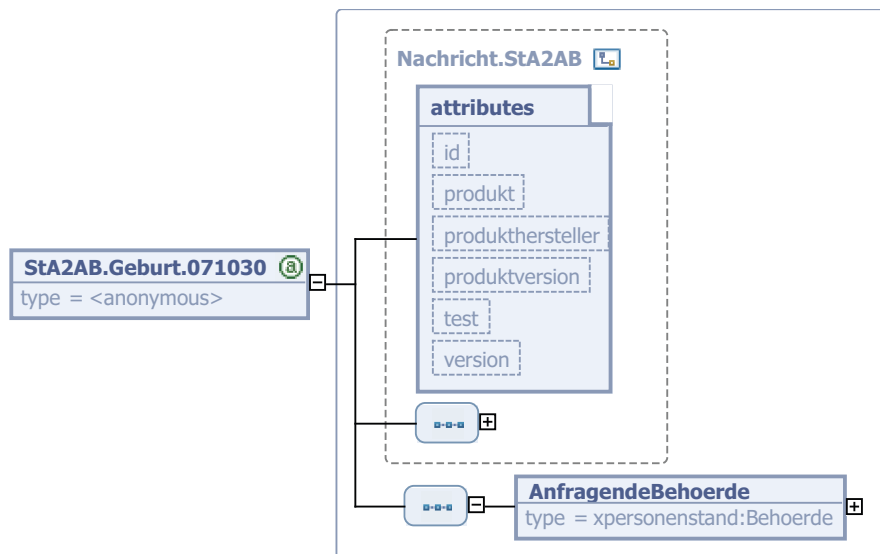 Nachricht.StA2AB
attributes
id
produkt
produkthersteller
produktversion
test
version
StA2AB.Geburt.071030 @
type = <anonymous>
AnfragendeBehoerde
type = xpersonenstand:Behoerde